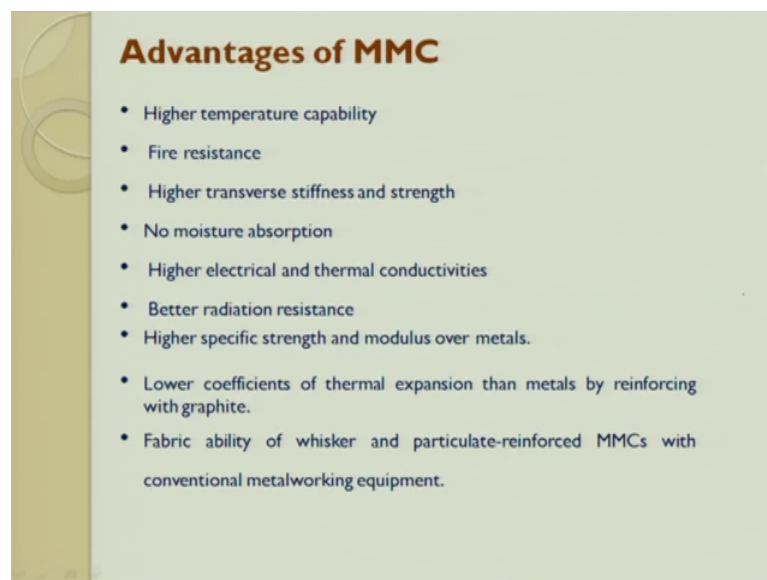 Advantages of MMC
• Higher temperature capability
• Fire resistance
• Higher transverse stiffness and strength
• No moisture absorption
• Higher electrical and thermal conductivities
• Better radiation resistance
• Higher specific strength and modulus over metals.
• Lower coefficients of thermal expansion than metals by reinforcing
with graphite.
• Fabric ability of whisker and particulate-reinforced MMCs with
conventional metalworking equipment.